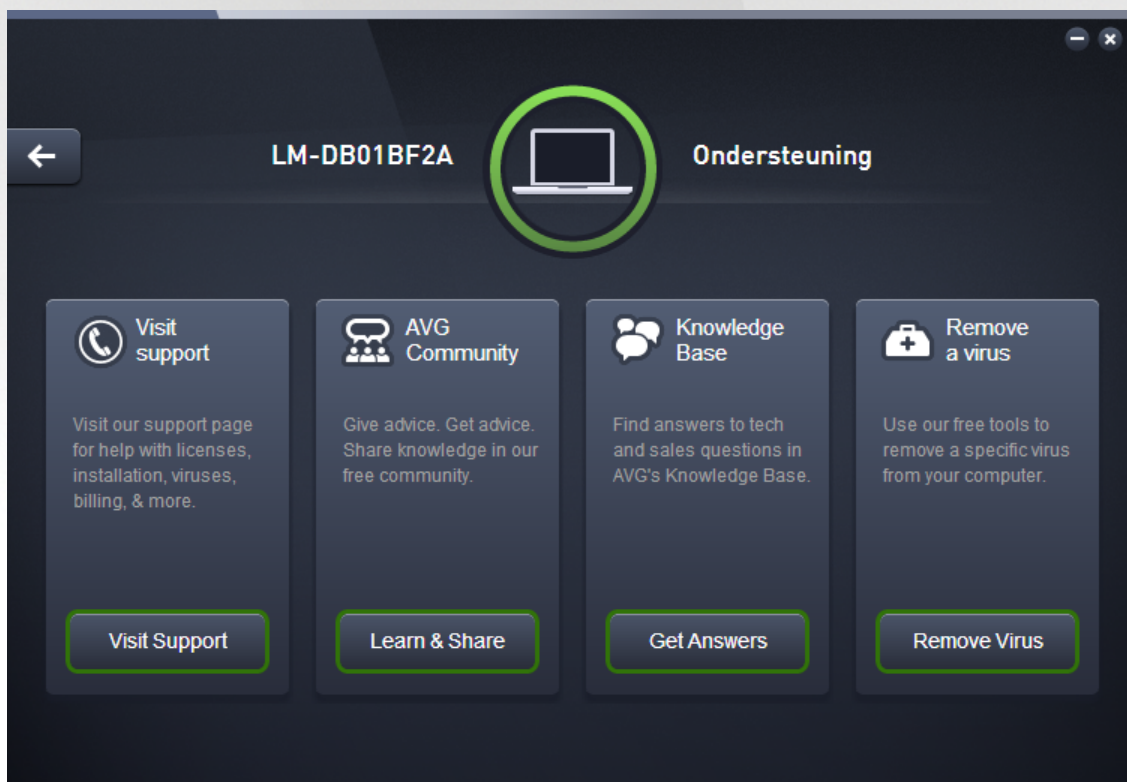 LM-DB01BF2A
Ondersteuning
Visit
support
Visit our support page
for help with licenses,
installation, viruses,
billing, & more.
Visit Support
AVG
Community
Give advice. Get advice.
Share knowledge in our
free community.
Learn & Share
Knowledge
Base
Find answers to tech
and sales questions in
AVG's Knowledge Base.
Get Answers
Remove
a virus
Use our free tools to
remove a specific virus
from your computer.
Remove Virus